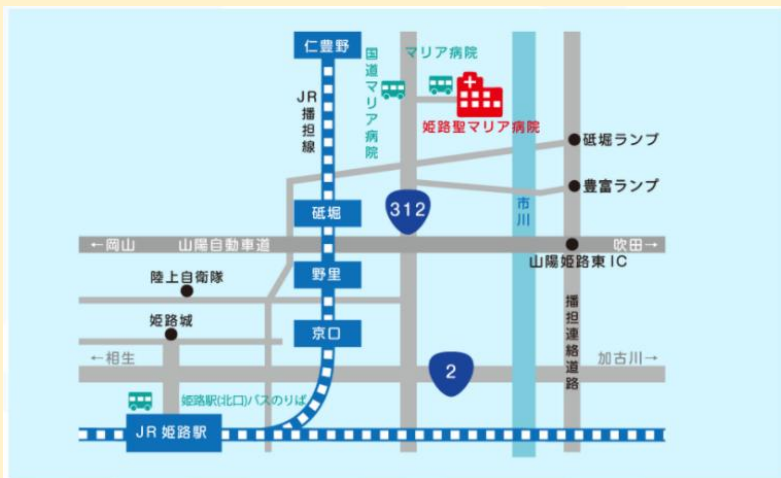 仁豊野
国道マリア病院
マリア病院
JR播担線
姫路聖マリア病院
砥堀ランプ
豊富ランプ
砥堀
312
市川
←岡山
山陽自動車道
吹田→
山陽姫路東IC
陸上自衛隊
野里
姫路城
京口
播担連絡道路
←相生
2
加古川→
姫路駅(北口)バスのりば
JR姫路駅